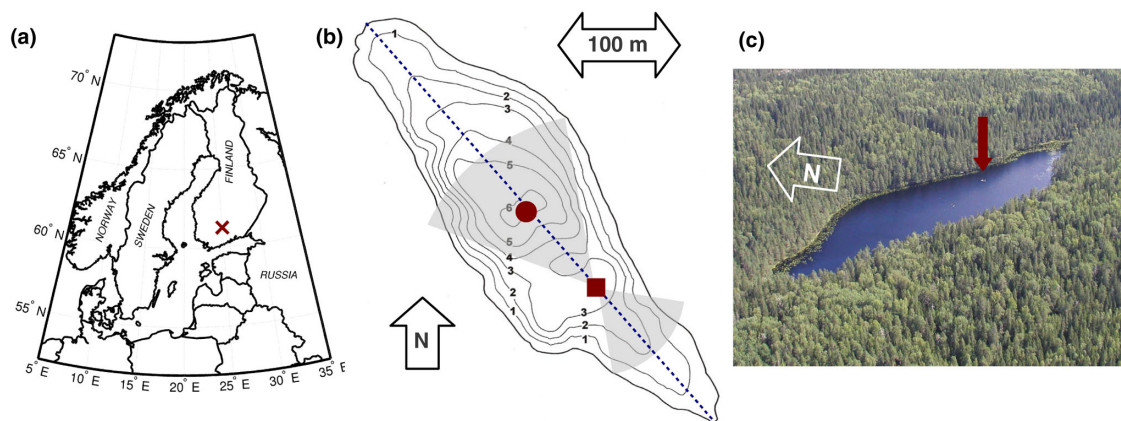 (a)
70° N
65° N
60° N
55° N
5° E
10° E
15° E
20° E
25° E
30° E
35° E
NORWAY
SWEDEN
FINLAND
RUSSIA
(b)
100 m
1
2
3
4
5
6
5
4
3
2
1
3
2
1
N
(c)
N